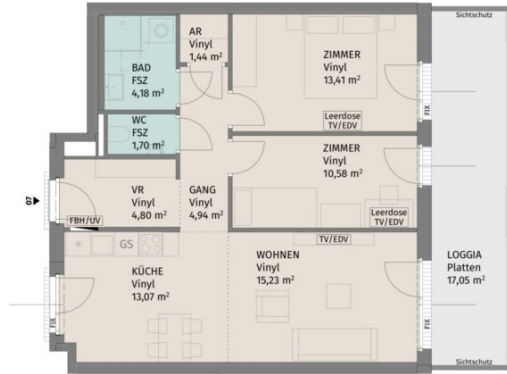 Sichtschutz
AR
Vinyl
1,44 m²
BAD
FSZ
4,18 m²
ZIMMER
Vinyl
13,41 m²
FIX
Leerdose
TV/EDV
WC
FSZ
1,70 m²
ZIMMER
Vinyl
10,58 m²
VR
Vinyl
4,80 m²
GANG
Vinyl
4,94 m²
07
FBH/UV
Leerdose
TV/EDV
GS
TV/EDV
KÜCHE
Vinyl
13,07 m²
WOHNEN
Vinyl
15,23 m²
LOGGIA
Platten
17,05 m²
FIX
FIX
Sichtschutz